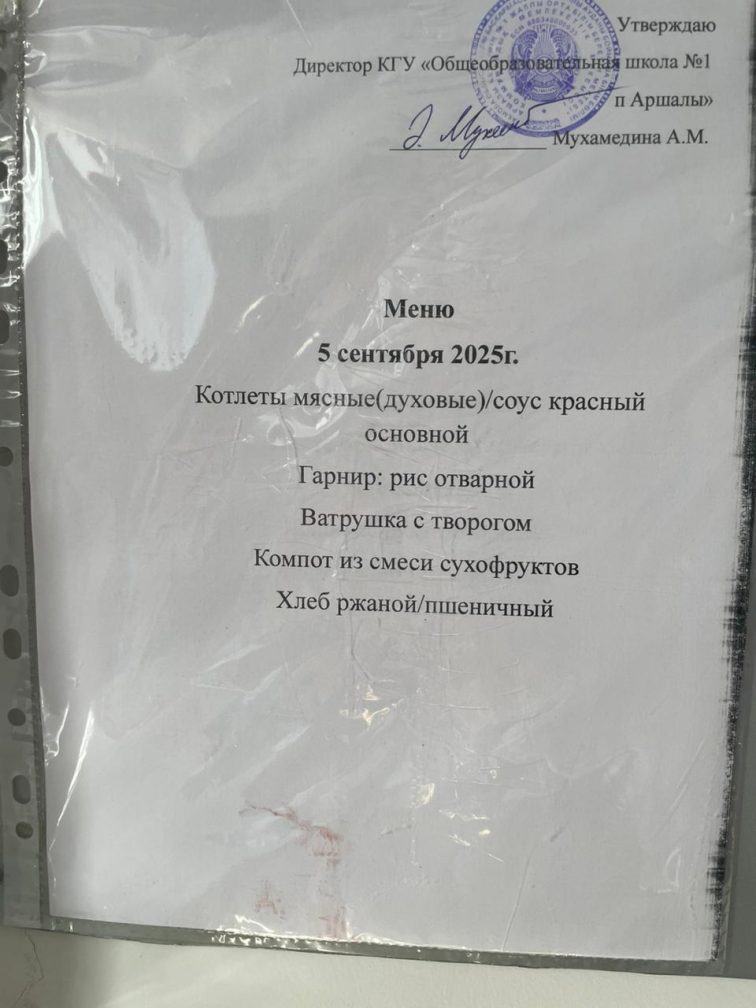 Утверждаю
Директор КГУ «Общеобразовательная школа №1
п Аршалы»
Мухамедина А.М.
Меню
5 сентября 2025г.
Котлеты мясные(духовые)/соус красный
основной
Гарнир: рис отварной
Ватрушка с творогом
Компот из смеси сухофруктов
Хлеб ржаной/пшеничный